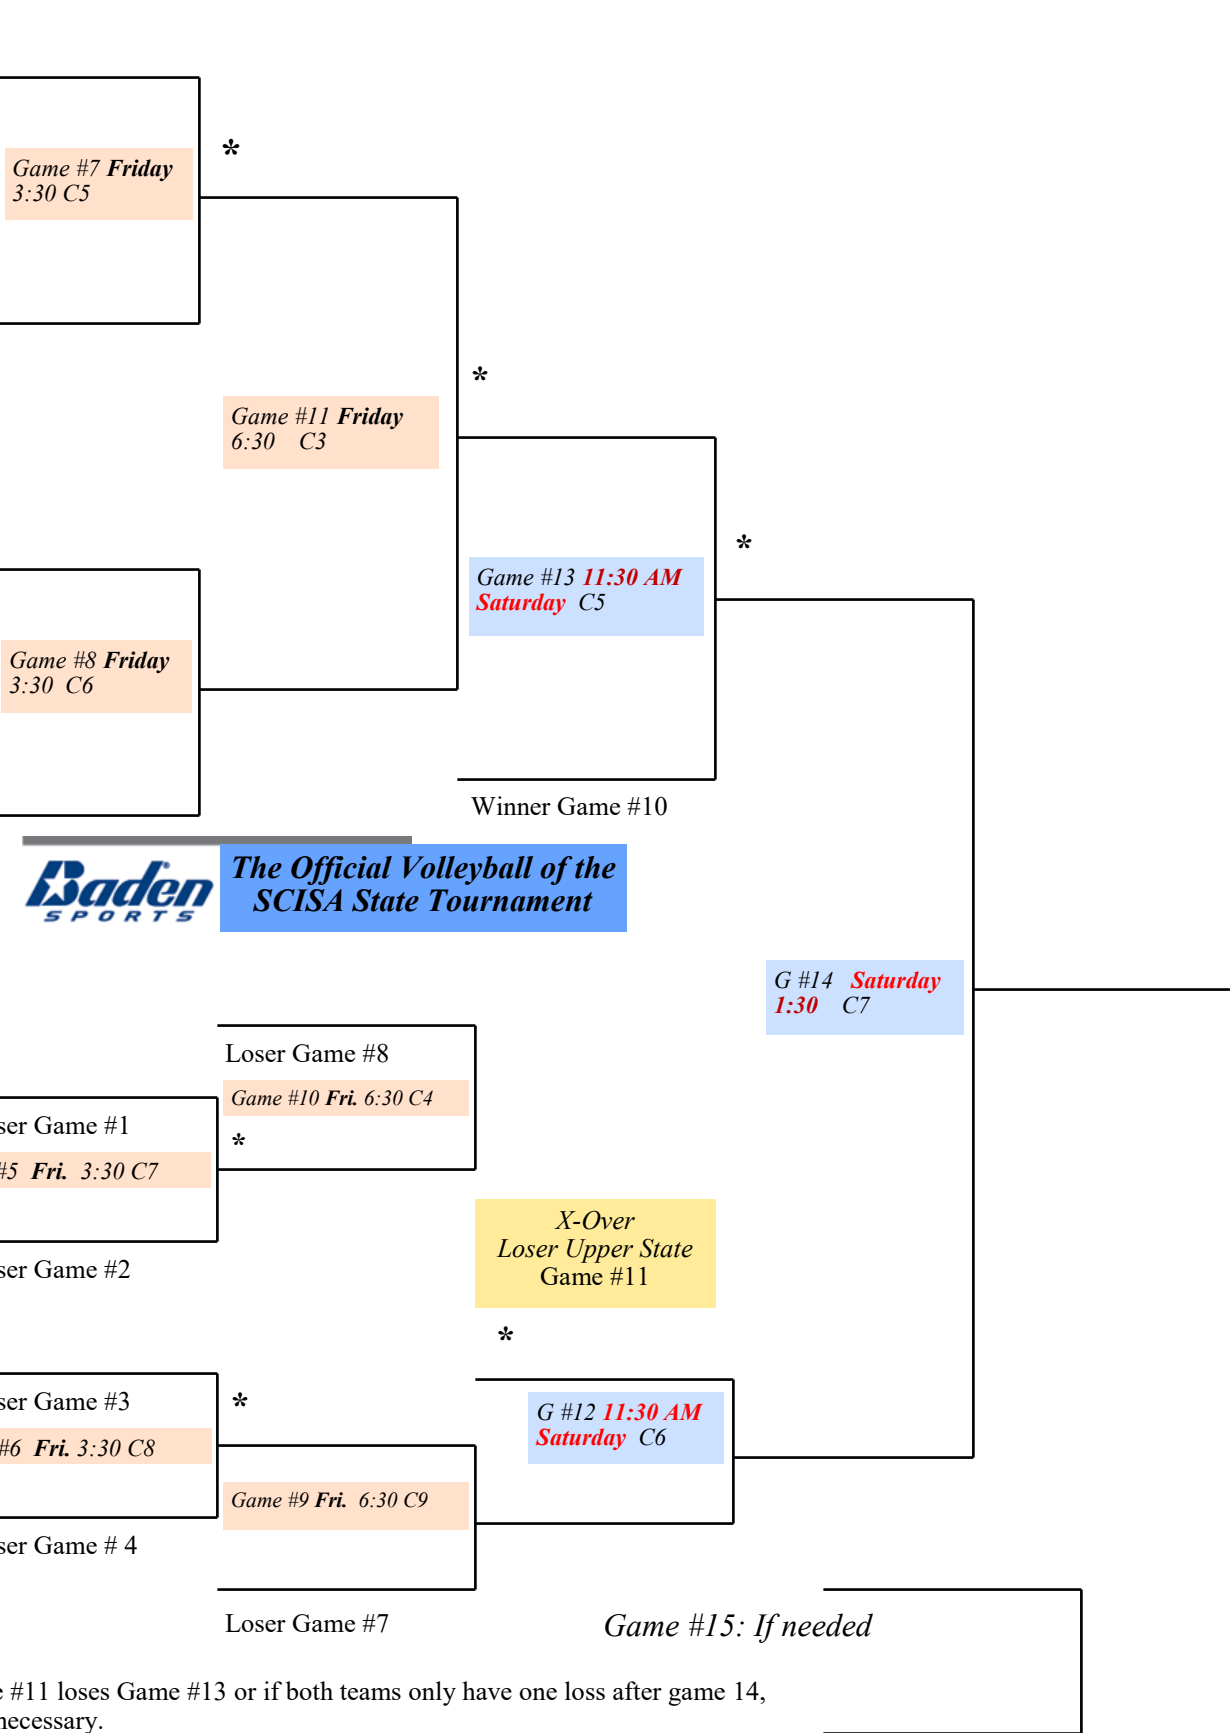 *
Game #7 Friday
3:30 C5
*
Game #11 Friday
6:30 C3
*
Game #13 11:30 AM
Saturday C5
Game #8 Friday
3:30 C6
Winner Game #10
Baden
SPORTS
The Official Volleyball of the
SCISA State Tournament
G #14 Saturday
1:30 C7
Loser Game #8
Game #10 Fri. 6:30 C4
ser Game #1
*
#5 Fri. 3:30 C7
X-Over
Loser Upper State
Game #11
ser Game #2
*
ser Game #3
*
G #12 11:30 AM
Saturday C6
#6 Fri. 3:30 C8
Game #9 Fri. 6:30 C9
ser Game # 4
Loser Game #7
Game #15: If needed
e #11 loses Game #13 or if both teams only have one loss after game 14,
necessary.